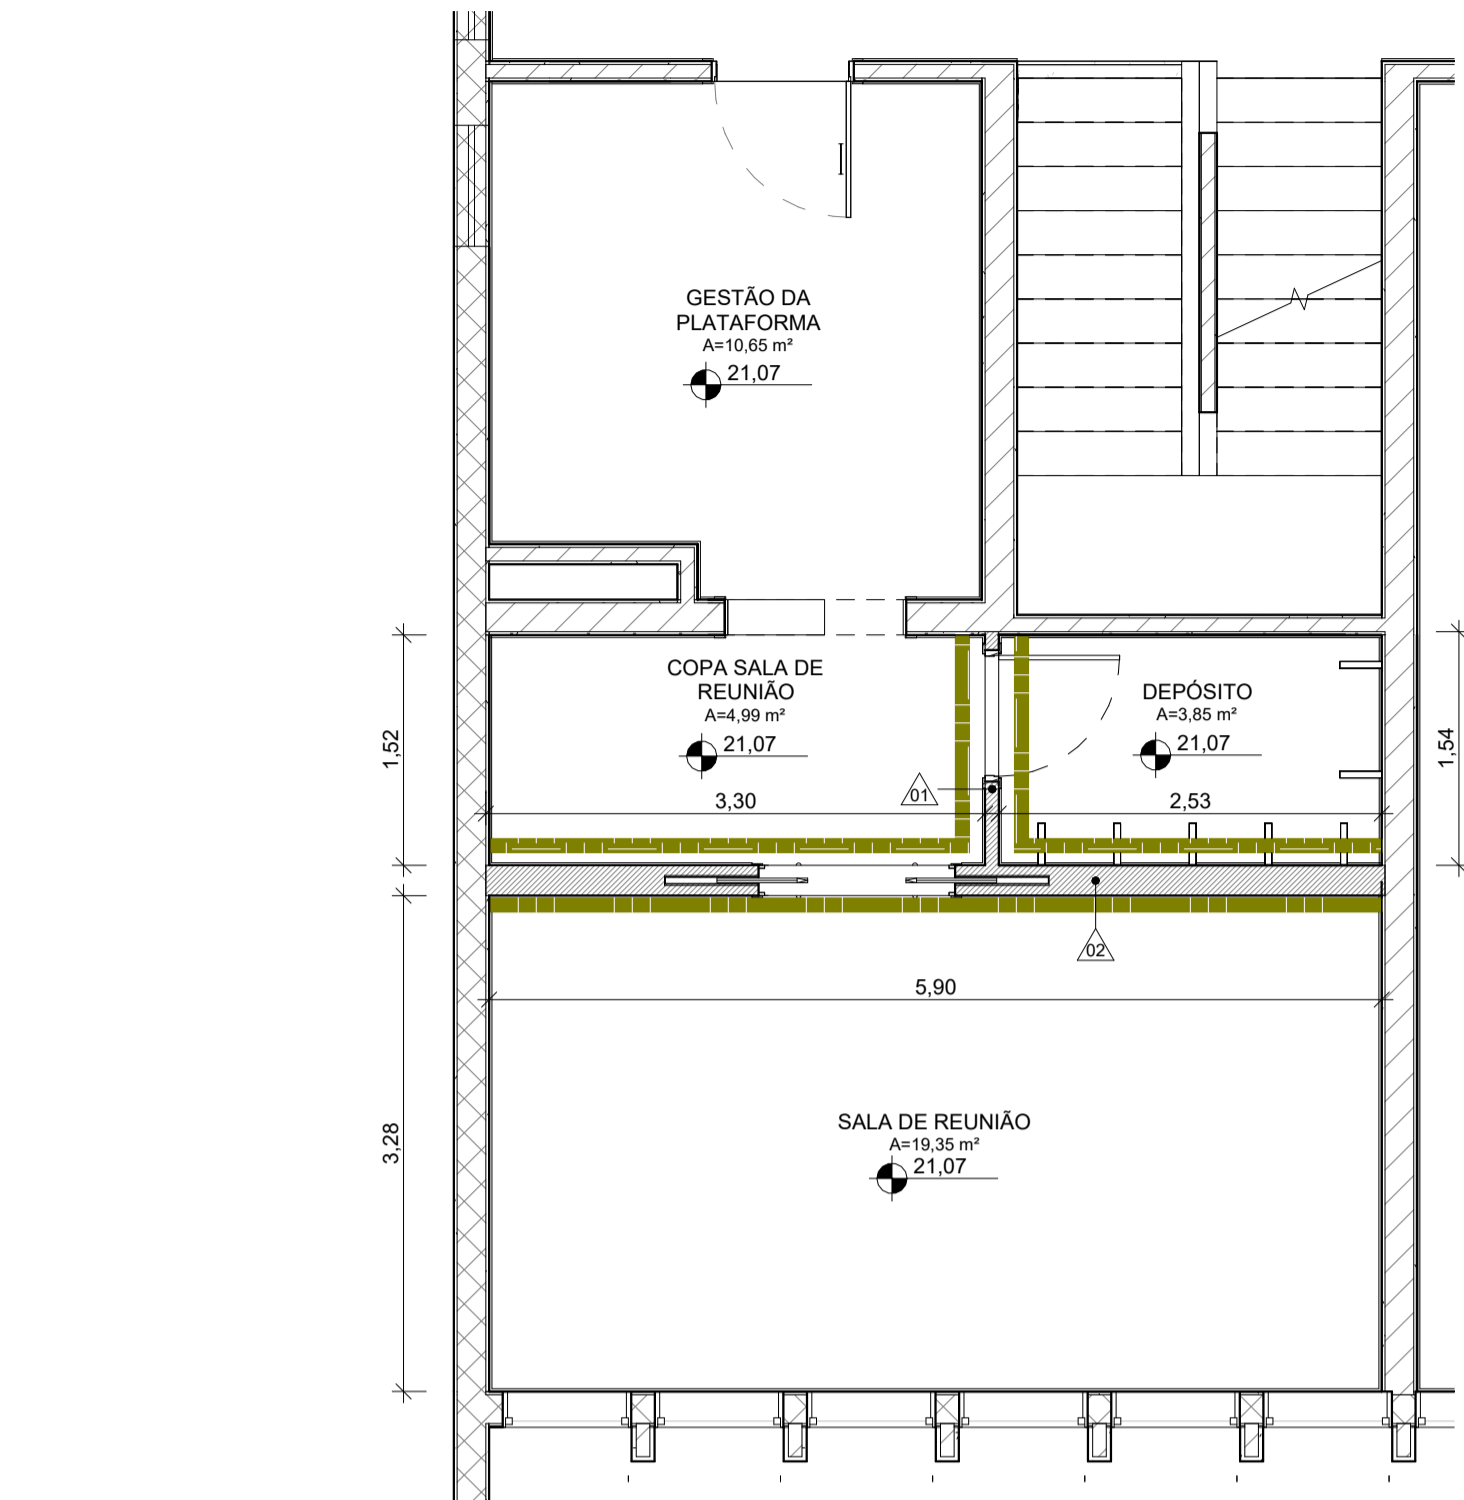 GESTÃO DA
PLATAFORMA
A=10,65 m²
21,07
COPA SALA DE
REUNIÃO
A=4,99 m²
21,07
DEPÓSITO
A=3,85 m²
21,07
1,52
1,54
01
3,30
2,53
02
5,90
3,28
SALA DE REUNIÃO
A=19,35 m²
21,07